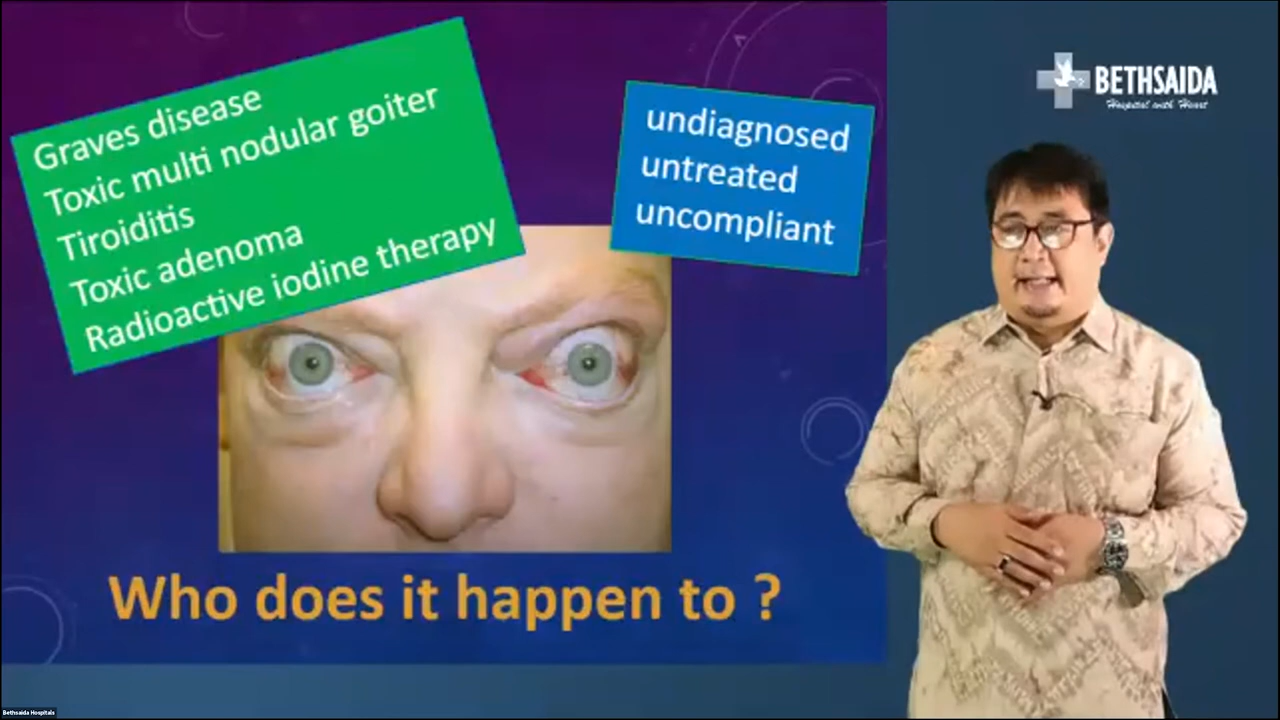 Graves disease
Toxic multi nodular goiter
Tiroiditis
Toxic adenoma
Radioactive iodine therapy
undiagnosed
untreated
uncompliant
BETHSAIDA
Hospital with Heart
Who does it happen to ?
Bethsaida Hospitals